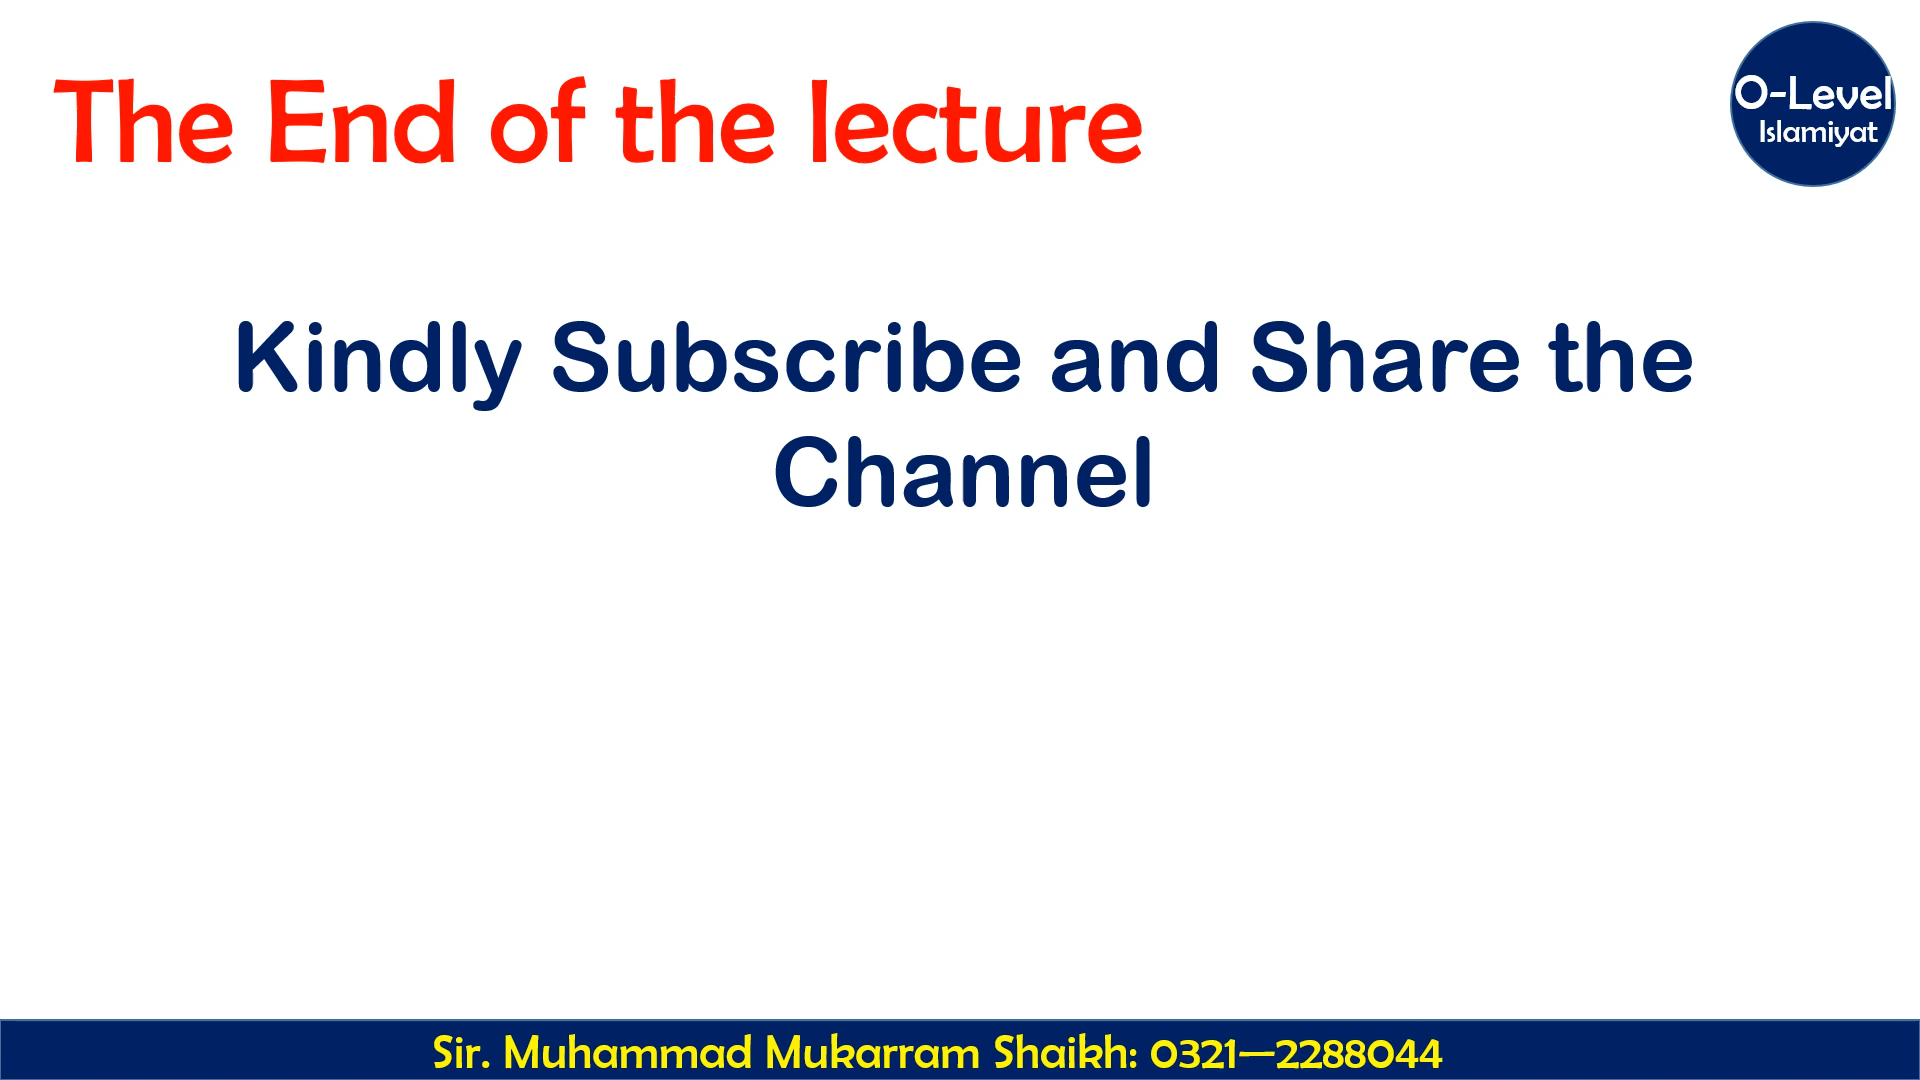 The End of the lecture
O-Level
Islamiyat
Kindly Subscribe and Share the
Channel
Sir. Muhammad Mukarram Shaikh: 0321—2288044